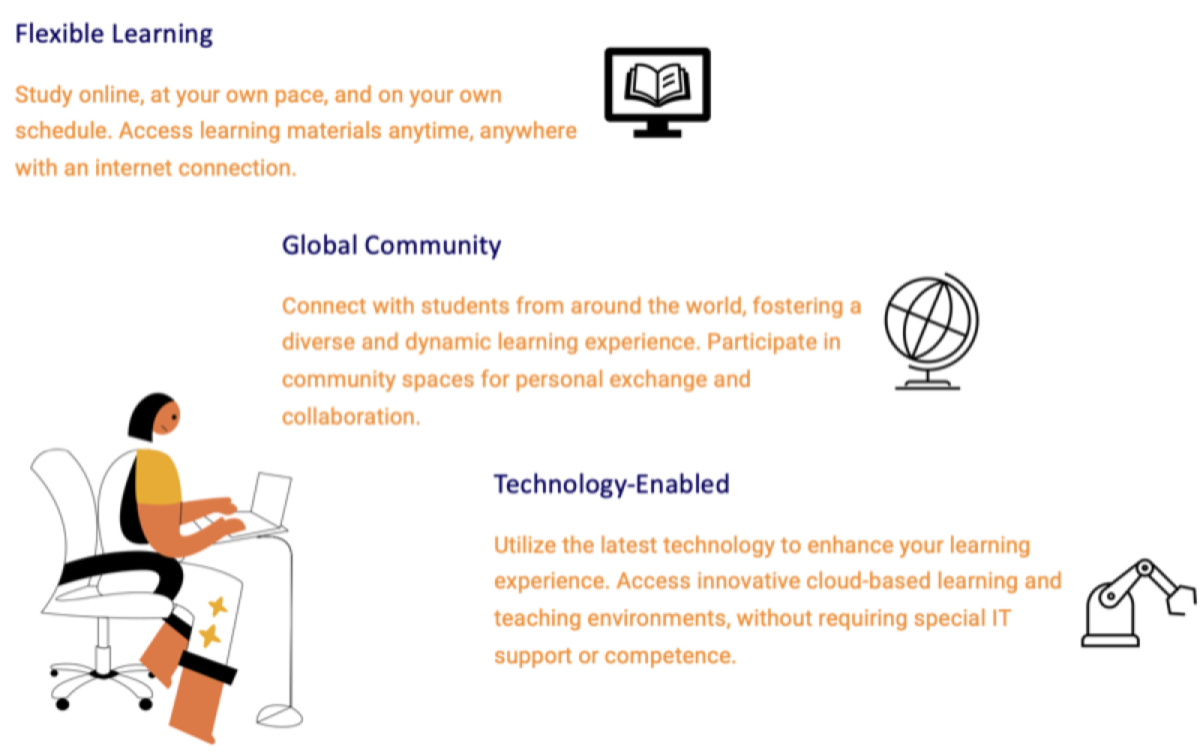 Flexible Learning
Study online, at your own pace, and on your own
schedule. Access learning materials anytime, anywhere
with an internet connection.
Global Community
Connect with students from around the world, fostering a
diverse and dynamic learning experience. Participate in
community spaces for personal exchange and
collaboration.
Technology-Enabled
Utilize the latest technology to enhance your learning
experience. Access innovative cloud-based learning and
teaching environments, without requiring special IT
support or competence.